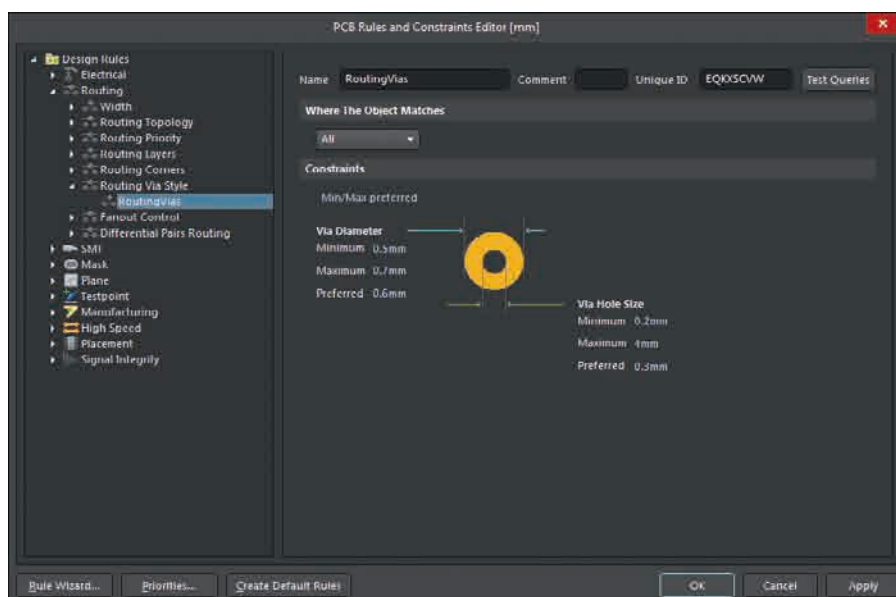 PCB Rules and Constraints Editor [mm]
Design Rules
Electrical
Routing
Width
Routing Topology
Routing Priority
Routing Layers
Routing Corners
Routing Via Style
RoutingVias
Fanout Control
Differential Pairs Routing
SMT
Mask
Plane
Testpoint
Manufacturing
High Speed
Placement
Signal Integrity
Name RoutingVias Comment Unique ID EQKXSCVW Test Queries
Where The Object Matches
All
Constraints
Min/Max preferred
Via Diameter
Minimum 0.5mm
Maximum 0.7mm
Preferred 0.6mm
Via Hole Size
Minimum 0.2mm
Maximum 4mm
Preferred 0.3mm
Rule Wizard... Priorities... Create Default Rules OK Cancel Apply